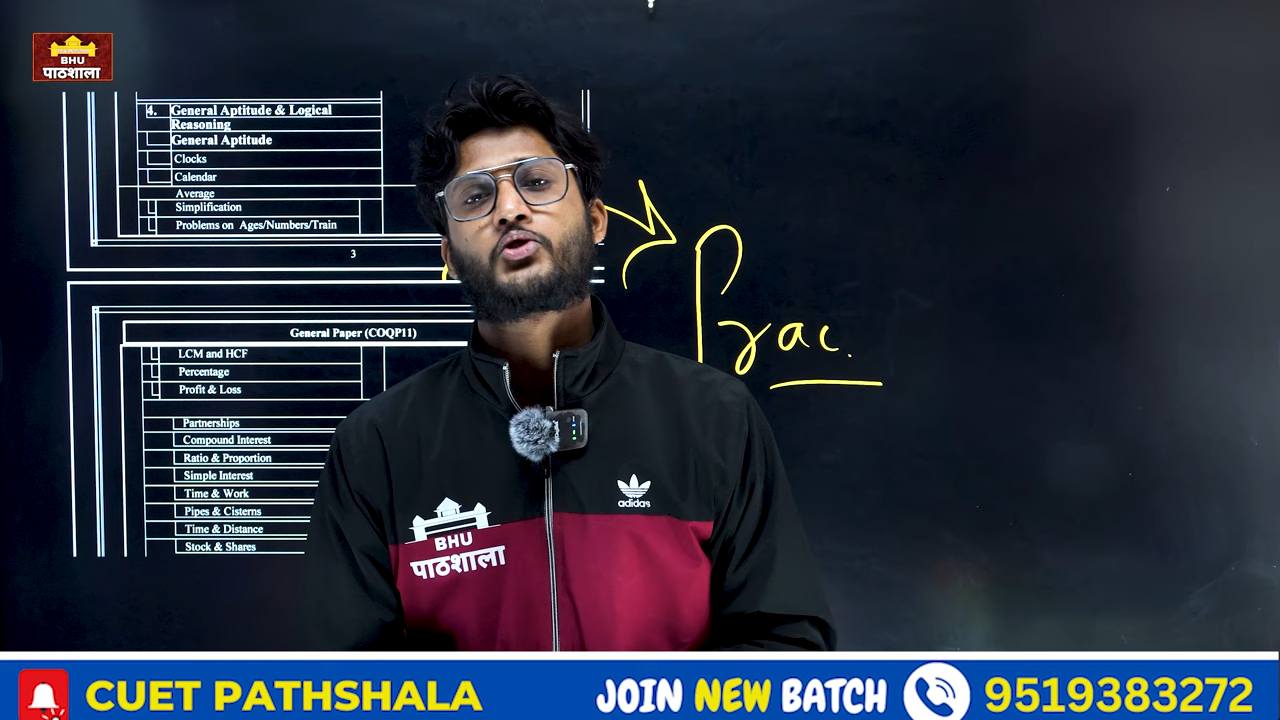 BHU
पाठशाला
4. General Aptitude & Logical
Reasoning
General Aptitude
Clocks
Calendar
Average
Simplification
Problems on Ages/Numbers/Train
3
General Paper (COQP11)
LCM and HCF
Percentage
Profit & Loss
Partnerships
Compound Interest
Ratio & Proportion
Simple Interest
Time & Work
Pipes & Cisterns
Time & Distance
Stock & Shares
Prac.
adidas
BHU
पाठशाला
CUET PATHSHALA
JOIN NEW BATCH
9519383272